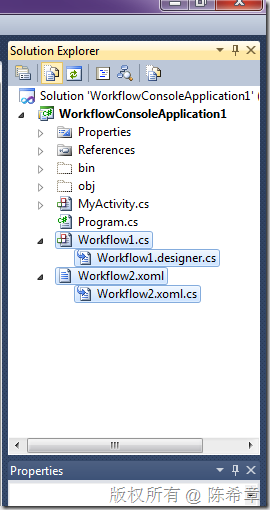 Solution Explorer
Solution 'WorkflowConsoleApplication1' (
WorkflowConsoleApplication1
Properties
References
bin
obj
MyActivity.cs
Program.cs
Workflow1.cs
Workflow1.designer.cs
Workflow2.xoml
Workflow2.xoml.cs
Properties
版权所有 @ 陈希章